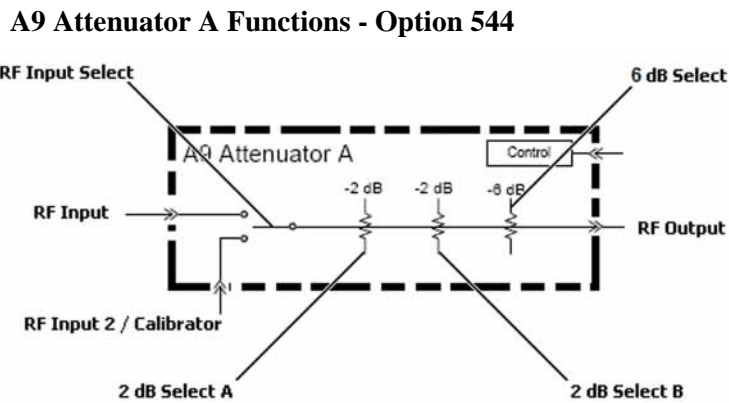 A9 Attenuator A Functions - Option 544
RF Input Select
6 dB Select
A9 Attenuator A
Control
-2 dB
-2 dB
-6 dB
RF Input
RF Output
RF Input 2 / Calibrator
2 dB Select A
2 dB Select B